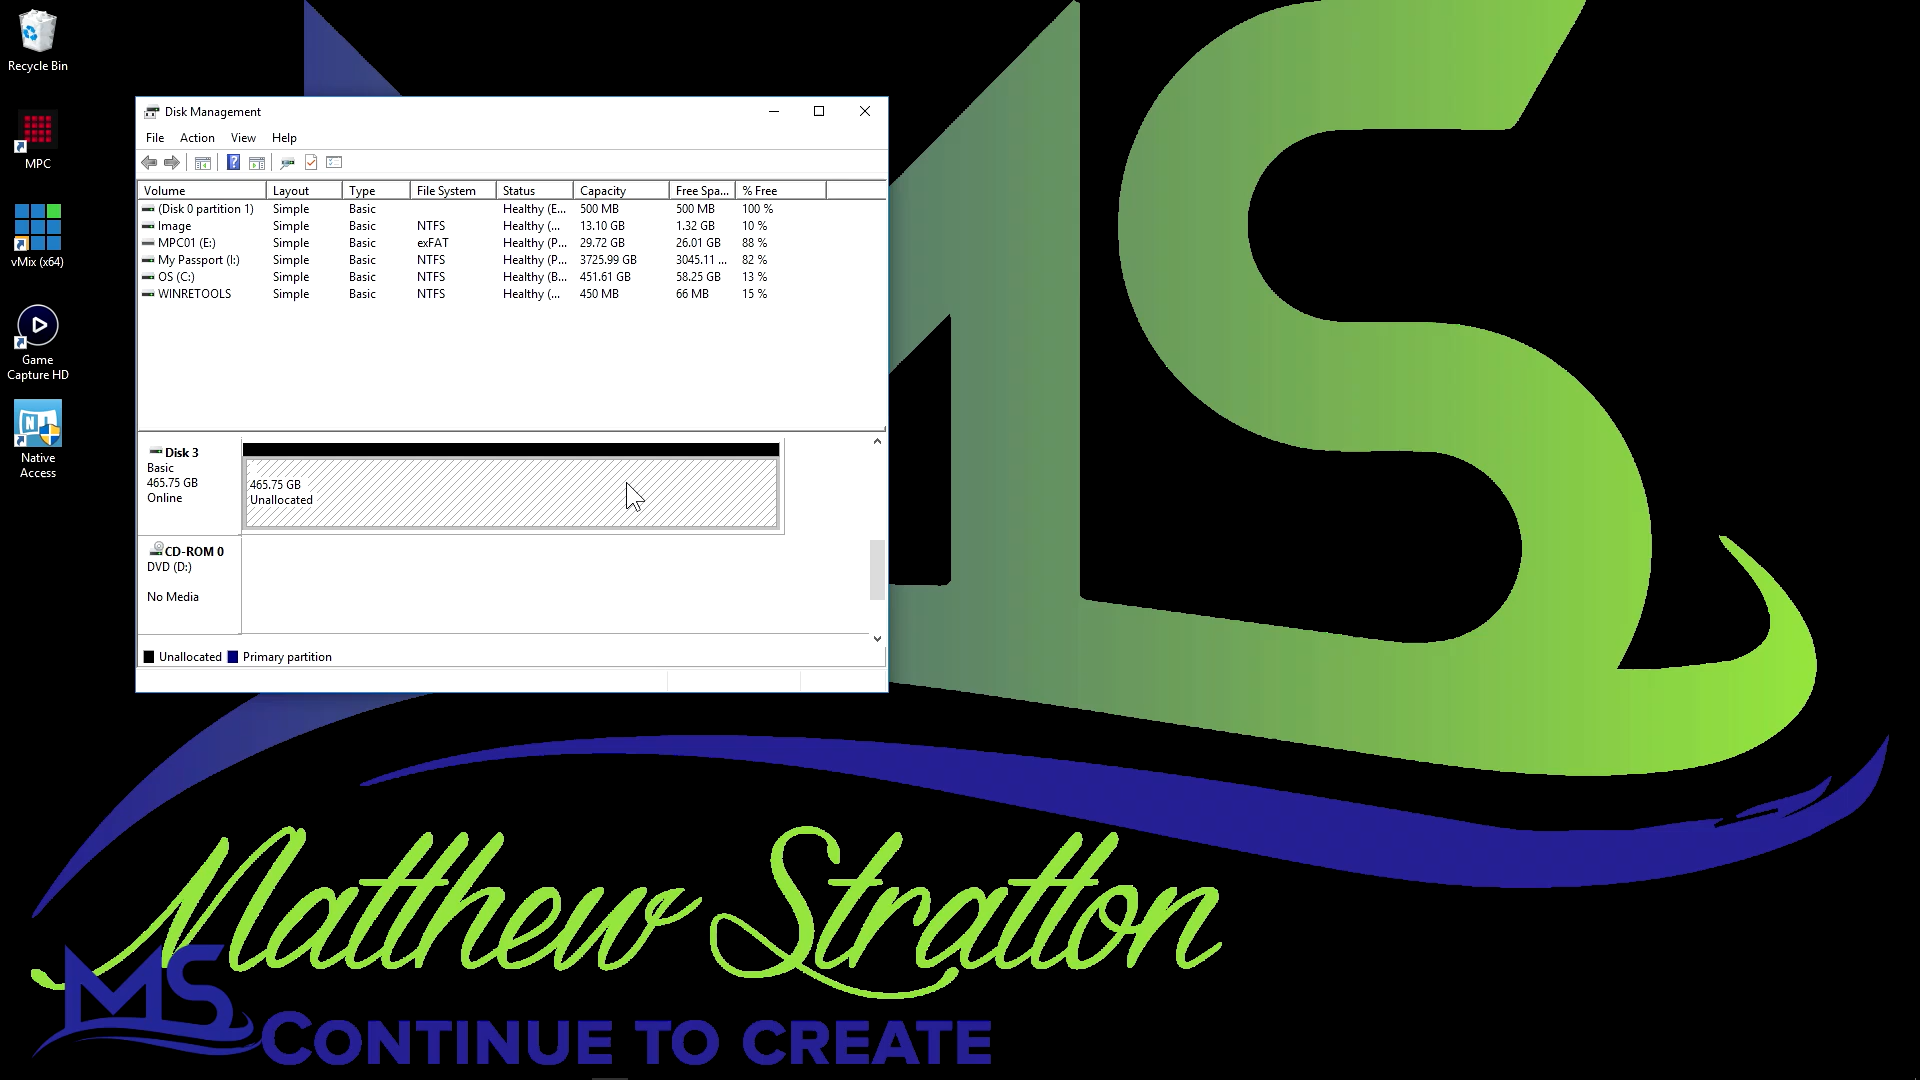 Recycle Bin
MPC
vMix (x64)
Game
Capture HD
Native
Access
Disk Management
File Action View Help
Volume Layout Type File System Status Capacity Free Spa... % Free
(Disk 0 partition 1) Simple Basic Healthy (E... 500 MB 500 MB 100 %
Image Simple Basic NTFS Healthy (... 13.10 GB 1.32 GB 10 %
MPC01 (E:) Simple Basic exFAT Healthy (P... 29.72 GB 26.01 GB 88 %
My Passport (I:) Simple Basic NTFS Healthy (P... 3725.99 GB 3045.11 ... 82 %
OS (C:) Simple Basic NTFS Healthy (B... 451.61 GB 58.25 GB 13 %
WINRETOOLS Simple Basic NTFS Healthy (... 450 MB 66 MB 15 %
Disk 3
Basic
465.75 GB
Online
465.75 GB
Unallocated
CD-ROM 0
DVD (D:)
No Media
Unallocated Primary partition
MS
Matthew Stratton
MS
CONTINUE TO CREATE